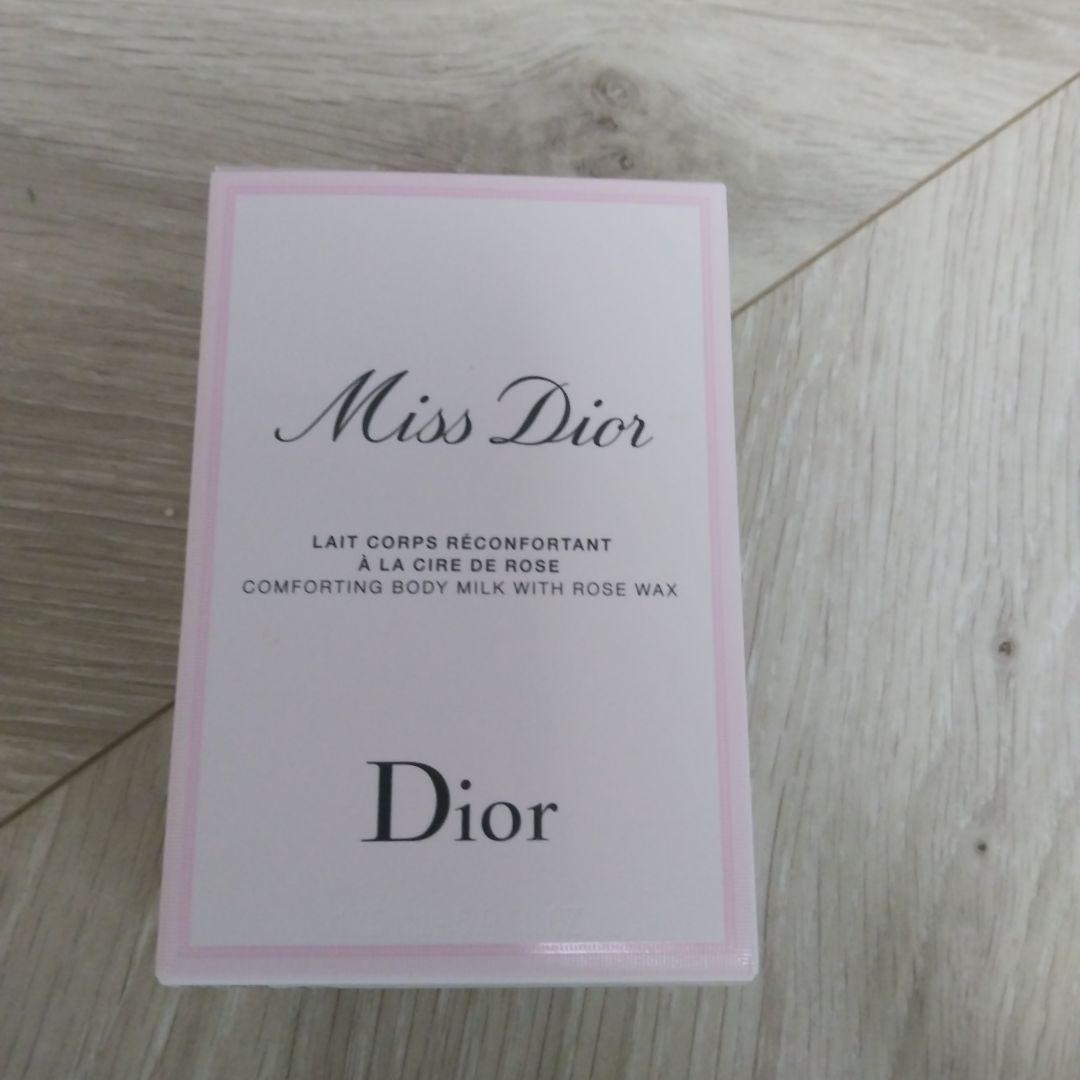 Miss Dior
LAIT CORPS RÉCONFORTANT
À LA CIRE DE ROSE
COMFORTING BODY MILK WITH ROSE WAX
Dior